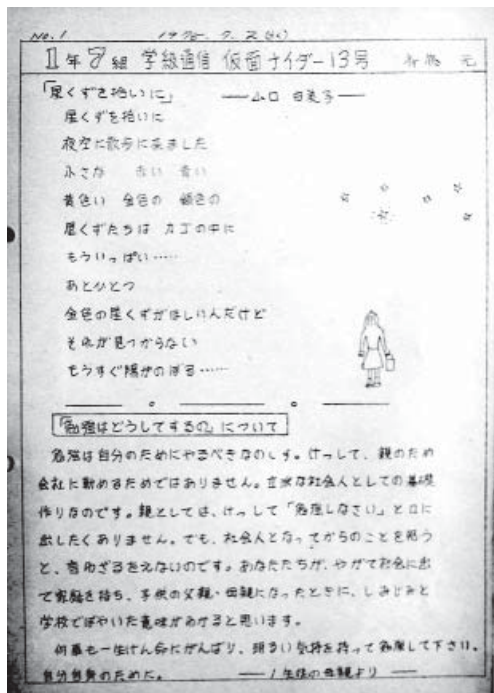 No.1 1978.7.2(火)
1年7組 学級通信 仮面ナイダー13号 元
「星くずを拾いに」 ——山口 由美子——
星くずを拾いに
夜空に散歩に来ました
小さな 赤い 青い
黄色い 金色の 銀色の
星くずたちは カゴの中に
もういっぱい……
あとひとつ
金色の星くずがほしいんだけど
それが見つからない
もうすぐ陽がのぼる……
「勉強はどうしてするの」について
勉強は自分のためにやるべきなのです。けっして、親のため
会社に勤めるためではありません。立派な社会人としての基礎
作りなのです。親としては、けっして「勉強しなさい」と口に
出したくありません。でも、社会人となってからのことを思う
と、言わざるをえないのです。あなたたちが、やがて社会に出
て家庭を持ち、子供の父親・母親になったときに、しみじみと
学校でぼやいた意味がわかると思います。
何事も一生けん命にがんばり、明るい気持を持って勉強して下さい。
自分自身のために。 ——1生徒の母親より——